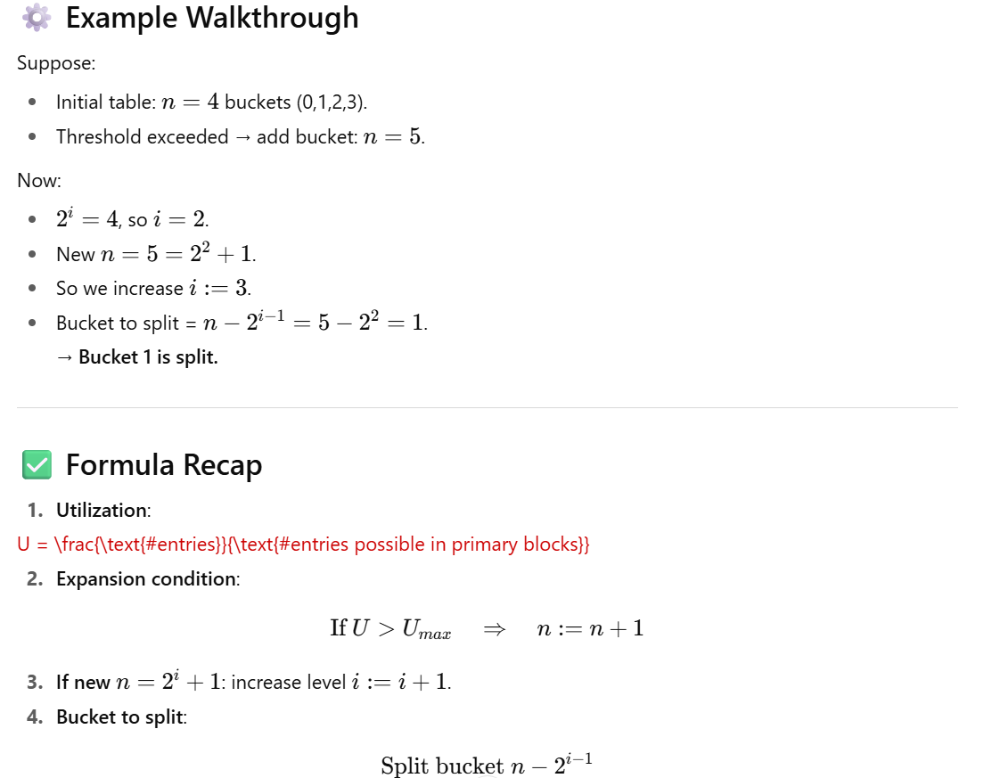 ⚙️ Example Walkthrough
Suppose:
• Initial table: n = 4 buckets (0,1,2,3).
• Threshold exceeded → add bucket: n = 5.
Now:
• 2^i = 4, so i = 2.
• New n = 5 = 2^2 + 1.
• So we increase i := 3.
• Bucket to split = n − 2^{i−1} = 5 − 2^2 = 1.
→ Bucket 1 is split.
✅ Formula Recap
1. Utilization:
U = \frac{\text{#entries}}{\text{#entries possible in primary blocks}}
2. Expansion condition:
If U > U_{max} ⇒ n := n + 1
3. If new n = 2^i + 1: increase level i := i + 1.
4. Bucket to split:
Split bucket n − 2^{i−1}